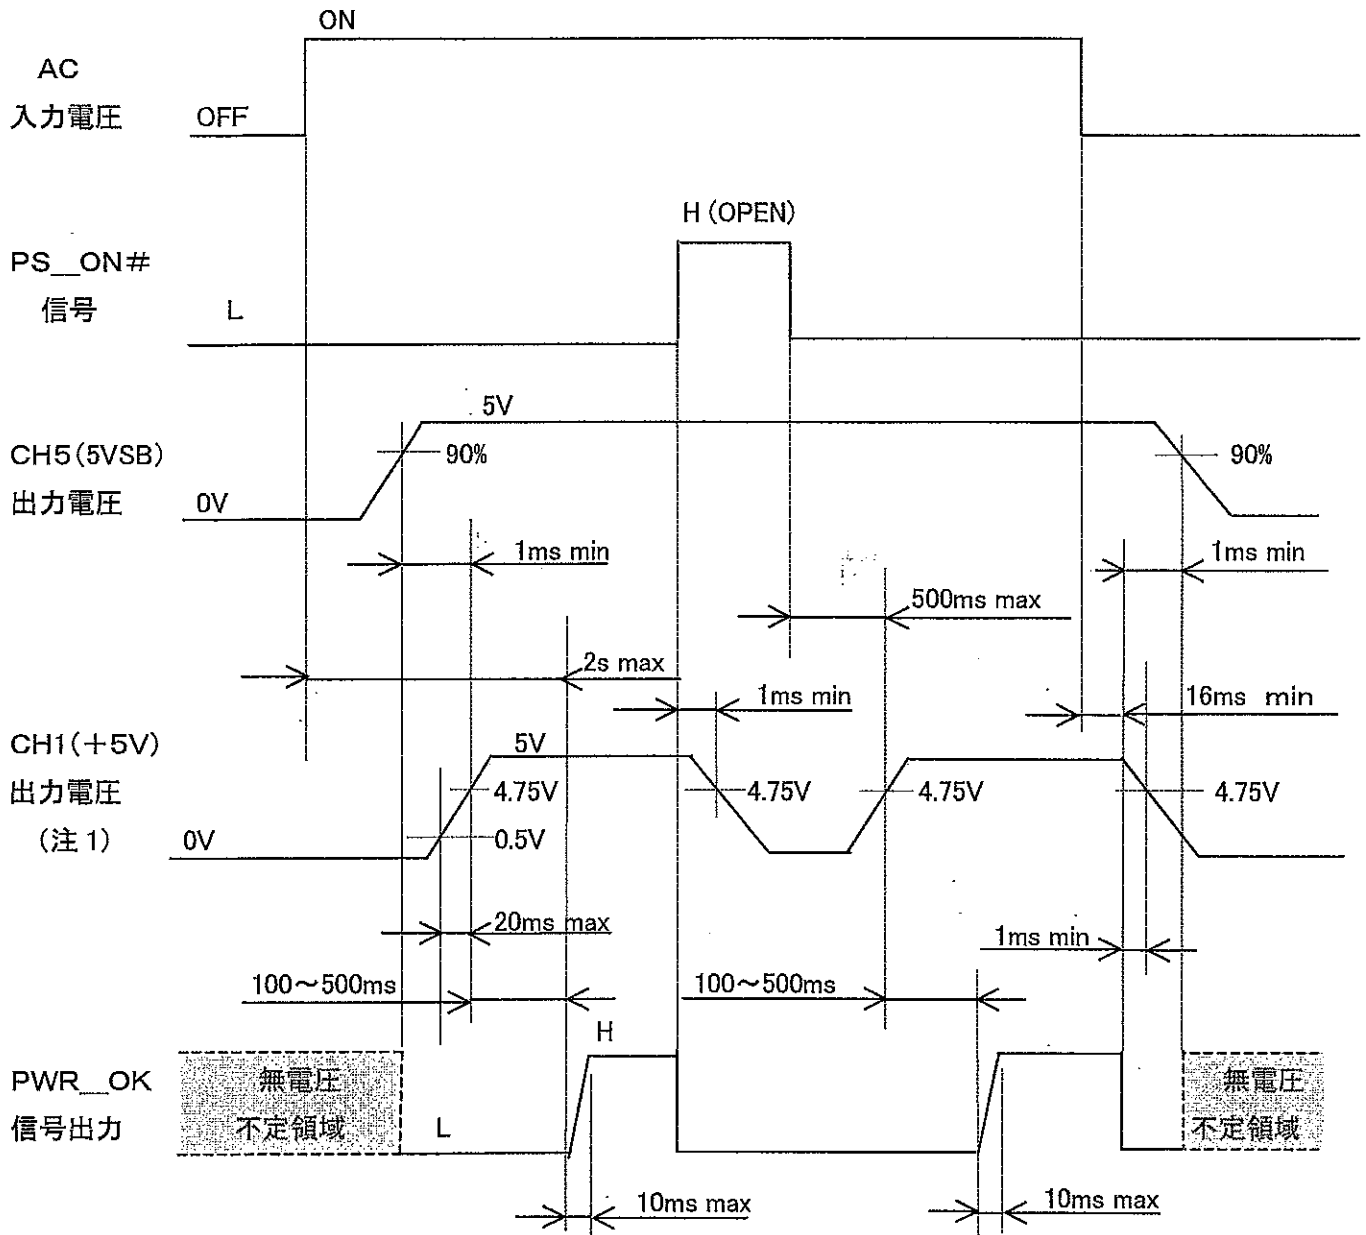 ON
AC
入力電圧
OFF
H (OPEN)
PS__ON#
信号
L
5V
CH5(5VSB)
90%
90%
出力電圧
0V
1ms min
1ms min
500ms max
2s max
1ms min
16ms min
CH1(+5V)
5V
出力電圧
4.75V
4.75V
4.75V
4.75V
(注1)
0V
0.5V
20ms max
1ms min
100～500ms
100～500ms
H
PWR__OK
無電圧
無電圧
信号出力
不定領域
L
不定領域
10ms max
10ms max